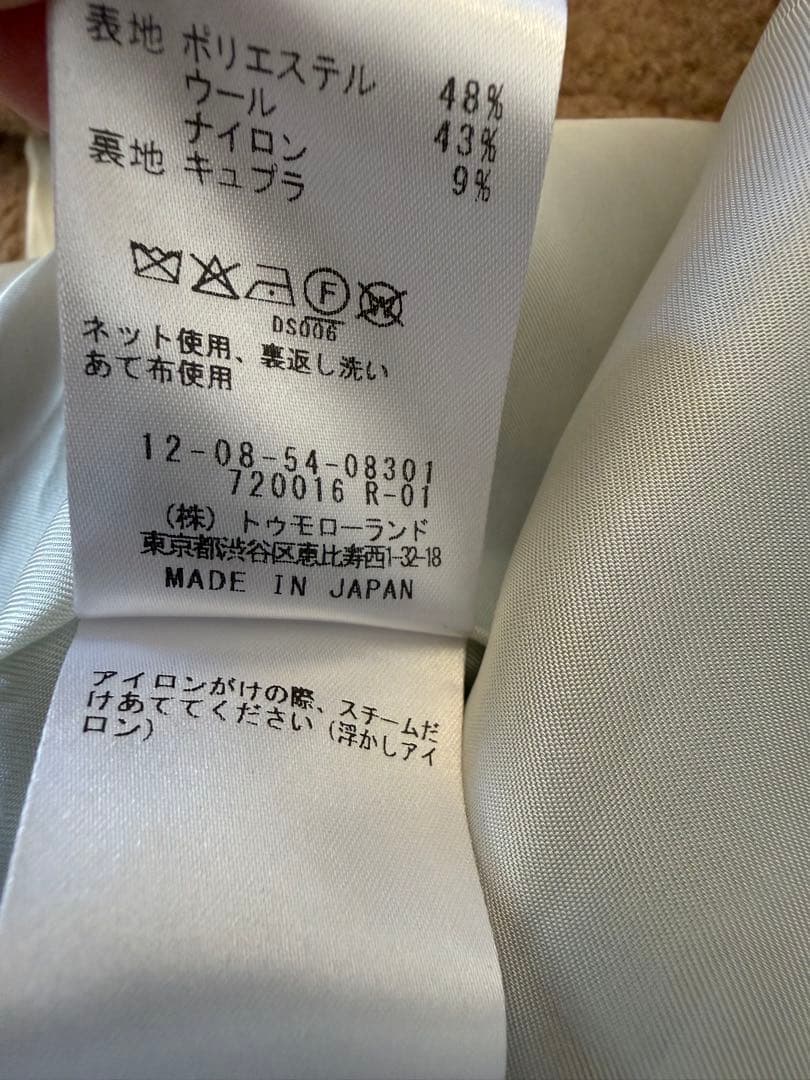 表地 ポリエステル 48%
ウール 43%
ナイロン 9%
裏地 キュプラ
F W
DS006
ネット使用、裏返し洗い
あて布使用
12-08-54-08301
720016 R-01
(株) トゥモローランド
東京都渋谷区恵比寿西1-32-18
MADE IN JAPAN
アイロンがけの際、スチームだ
けあててください (浮かしアイ
ロン)